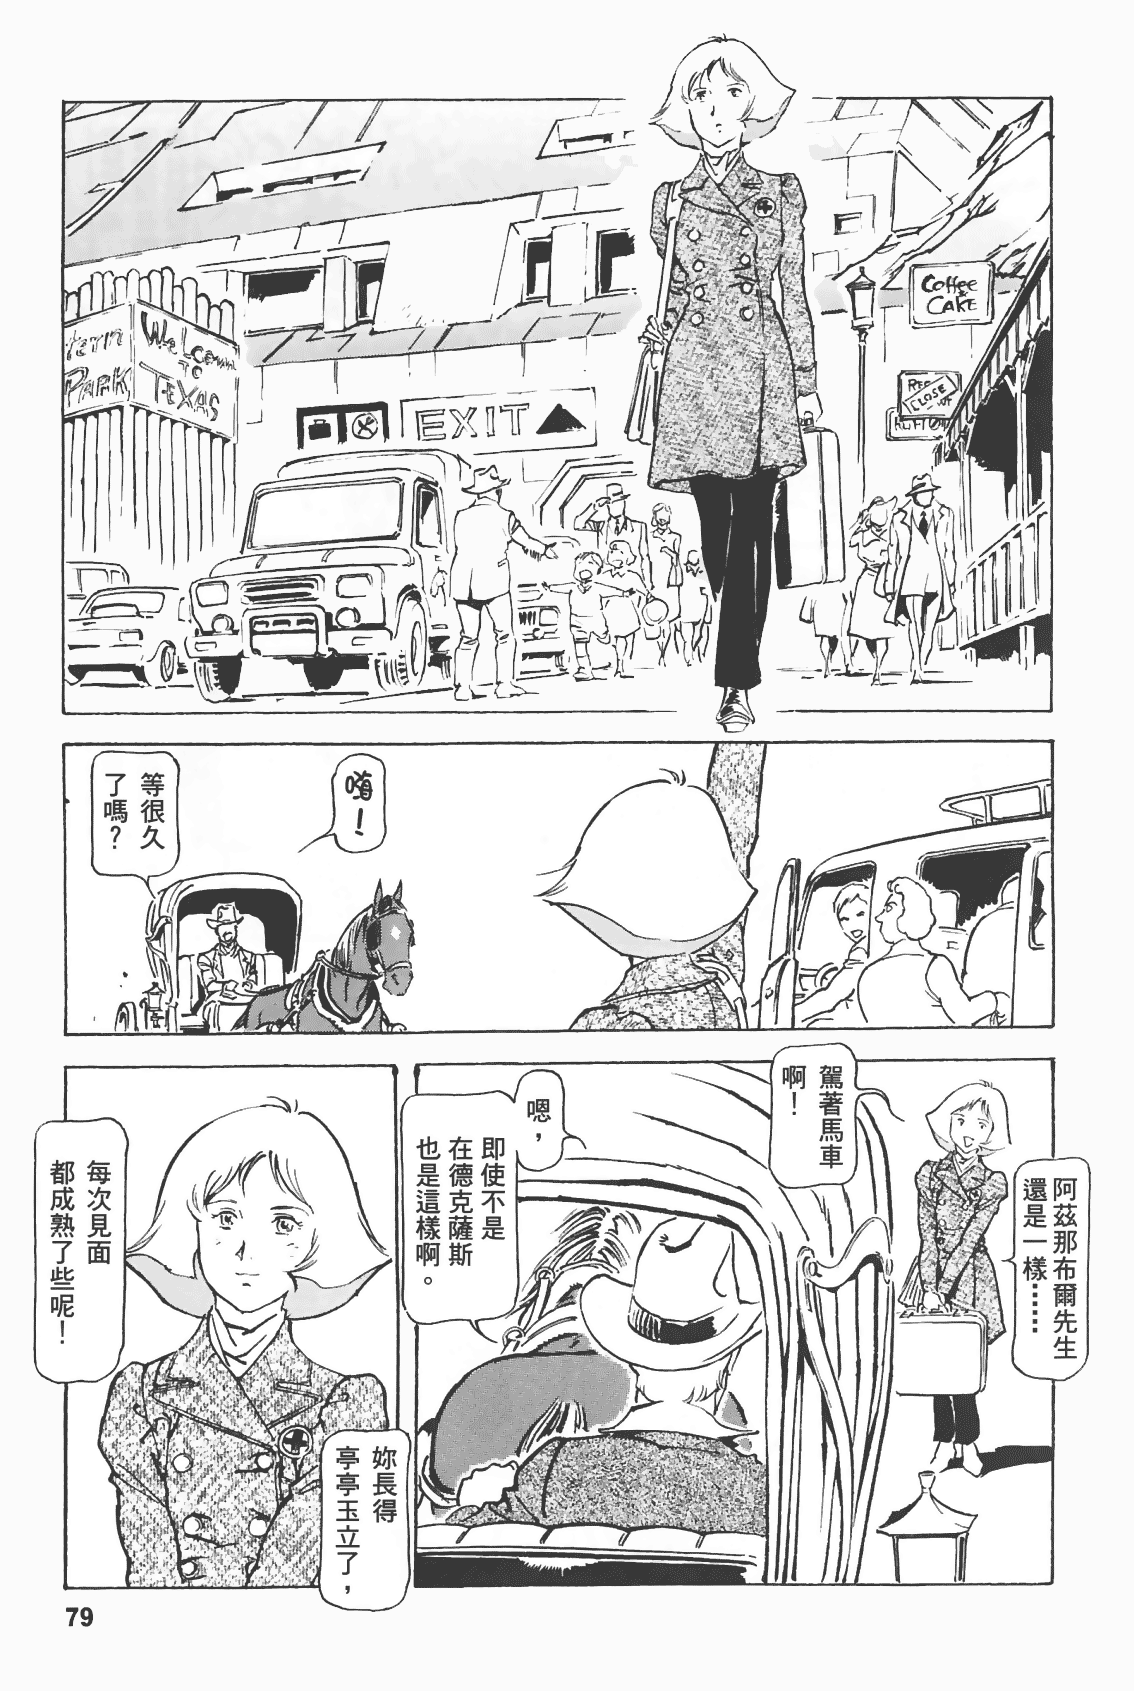 Coffee
&
CAKE
CLOSE
Welcome
TO
TEXAS
tern
PARK
EXIT
嗨！
等很久
了嗎？
駕著馬車
啊！
阿茲那布爾先生
還是一樣……
嗯，
即使不是
在德克薩斯
也是這樣啊。
妳長得
亭亭玉立了，
每次見面
都成熟了些呢！
79